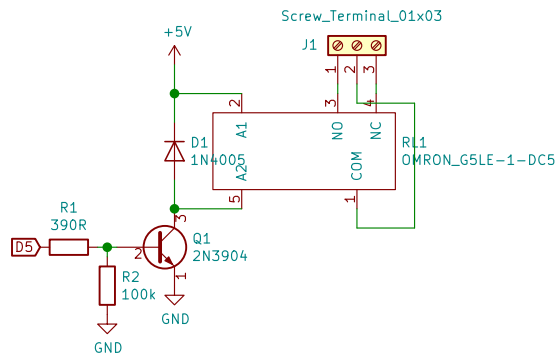 Screw_Terminal_01x03
+5V
J1
1
2
3
2
3
4
A1
NO
NC
D1
1N4005
RL1
OMRON_G5LE-1-DC5
A2
COM
5
1
R1
390R
3
D5
Q1
2N3904
2
1
R2
100k
GND
GND